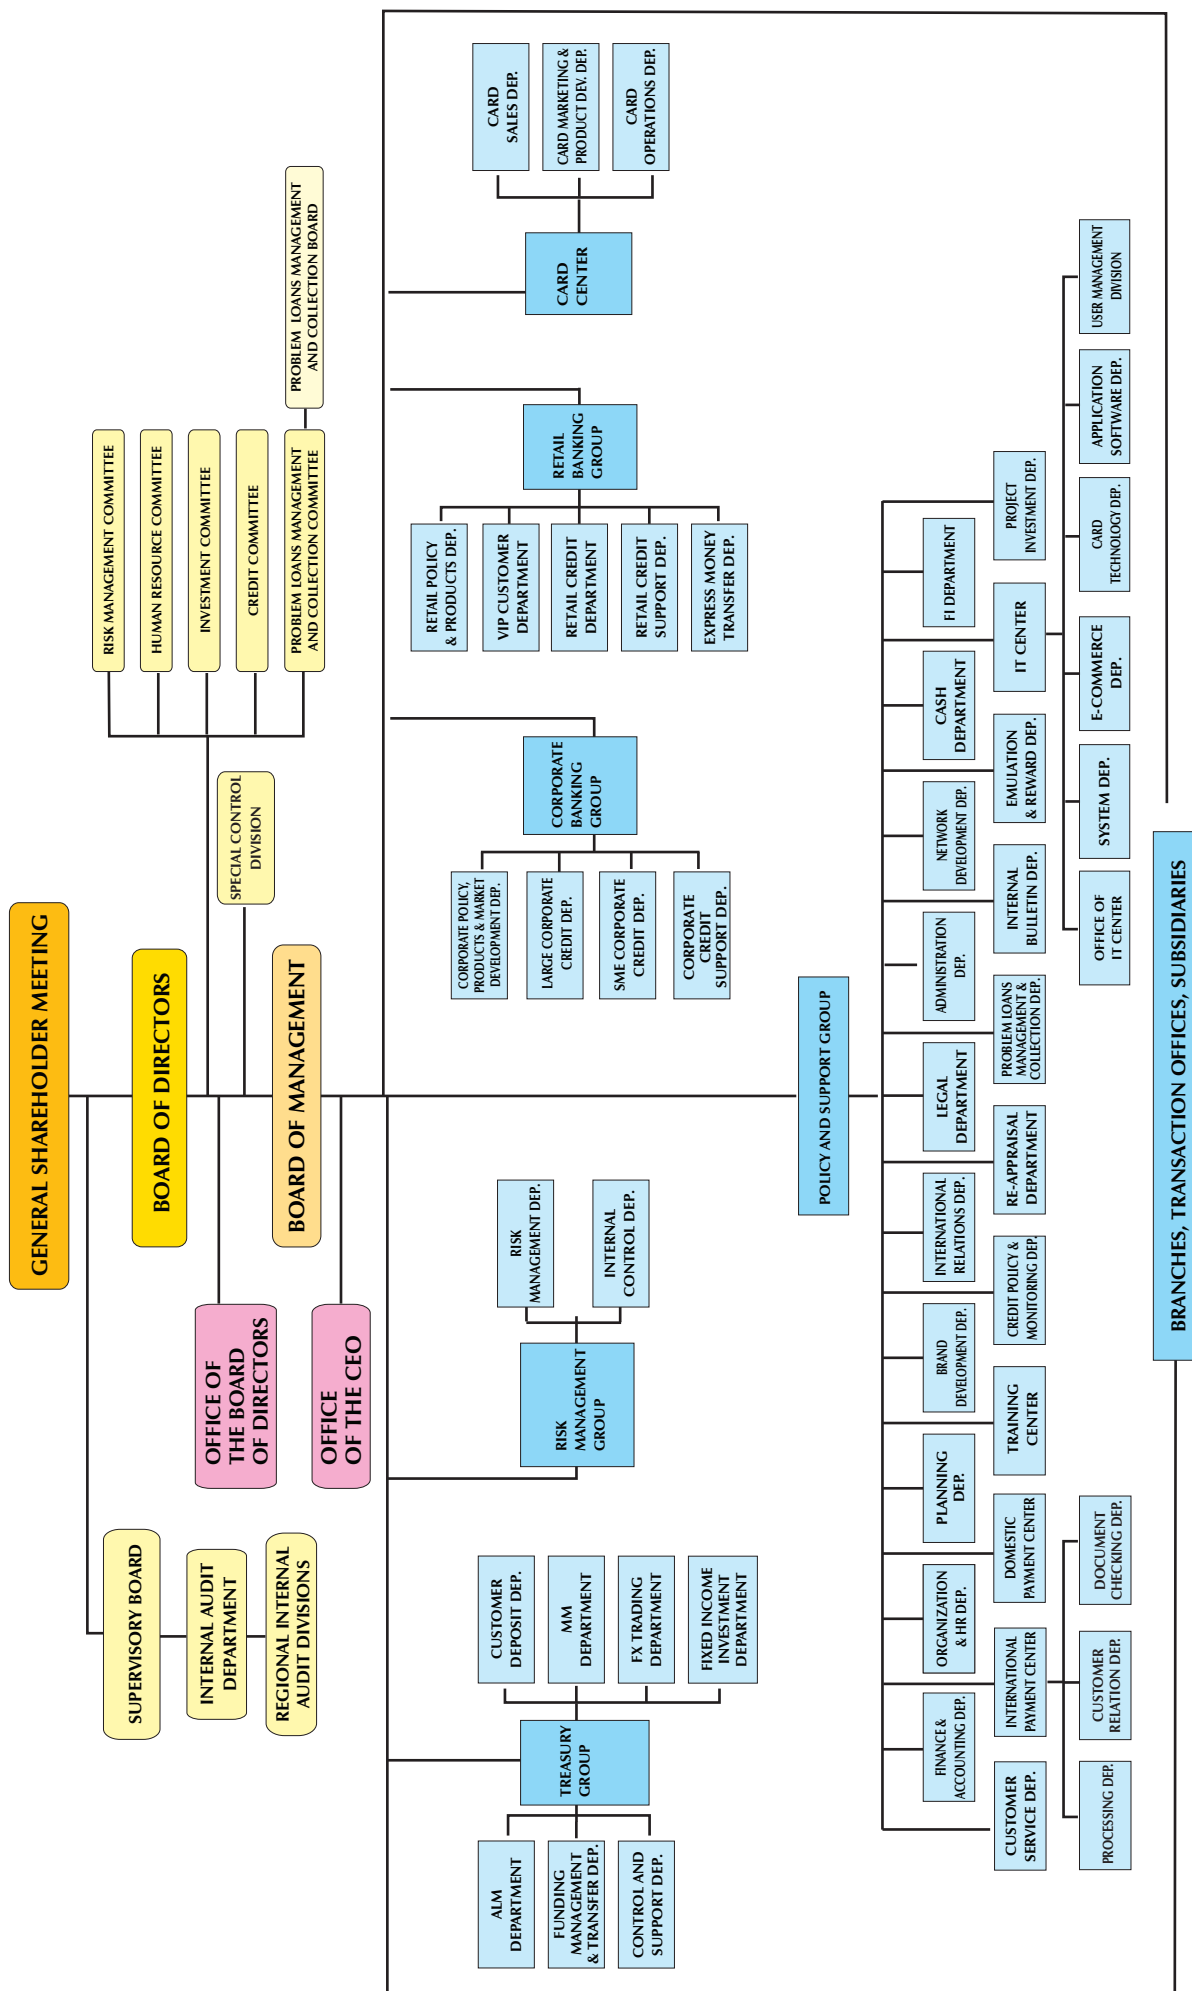 GENERAL SHAREHOLDER MEETING
SUPERVISORY BOARD
INTERNAL AUDIT
DEPARTMENT
REGIONAL INTERNAL
AUDIT DIVISIONS
BOARD OF DIRECTORS
OFFICE OF
THE BOARD
OF DIRECTORS
RISK MANAGEMENT COMMITTEE
HUMAN RESOURCE COMMITTEE
INVESTMENT COMMITTEE
CREDIT COMMITTEE
PROBLEM LOANS MANAGEMENT
AND COLLECTION COMMITTEE
PROBLEM LOANS MANAGEMENT
AND COLLECTION BOARD
SPECIAL CONTROL
DIVISION
BOARD OF MANAGEMENT
OFFICE
OF THE CEO
TREASURY
GROUP
ALM
DEPARTMENT
FUNDING
MANAGEMENT
& TRANSFER DEP.
CONTROL AND
SUPPORT DEP.
CUSTOMER
DEPOSIT DEP.
MM
DEPARTMENT
FX TRADING
DEPARTMENT
FIXED INCOME
INVESTMENT
DEPARTMENT
RISK
MANAGEMENT
GROUP
RISK
MANAGEMENT DEP.
INTERNAL
CONTROL DEP.
CORPORATE
BANKING
GROUP
CORPORATE POLICY,
PRODUCTS & MARKET
DEVELOPMENT DEP.
LARGE CORPORATE
CREDIT DEP.
SME CORPORATE
CREDIT DEP.
CORPORATE
CREDIT
SUPPORT DEP.
RETAIL
BANKING
GROUP
RETAIL POLICY
& PRODUCTS DEP.
VIP CUSTOMER
DEPARTMENT
RETAIL CREDIT
DEPARTMENT
RETAIL CREDIT
SUPPORT DEP.
EXPRESS MONEY
TRANSFER DEP.
CARD
CENTER
CARD
SALES DEP.
CARD MARKETING &
PRODUCT DEV. DEP.
CARD
OPERATIONS DEP.
POLICY AND SUPPORT GROUP
FINANCE &
ACCOUNTING DEP.
ORGANIZATION
& HR DEP.
PLANNING
DEP.
BRAND
DEVELOPMENT DEP.
INTERNATIONAL
RELATIONS DEP.
LEGAL
DEPARTMENT
ADMINISTRATION
DEP.
NETWORK
DEVELOPMENT DEP.
CASH
DEPARTMENT
FI DEPARTMENT
CUSTOMER
SERVICE DEP.
INTERNATIONAL
PAYMENT CENTER
DOMESTIC
PAYMENT CENTER
TRAINING
CENTER
CREDIT POLICY &
MONITORING DEP.
RE-APPRAISAL
DEPARTMENT
PROBLEM LOANS
MANAGEMENT &
COLLECTION DEP.
INTERNAL
BULLETIN DEP.
EMULATION
& REWARD DEP.
IT CENTER
PROJECT
INVESTMENT DEP.
PROCESSING DEP.
CUSTOMER
RELATION DEP.
DOCUMENT
CHECKING DEP.
OFFICE OF
IT CENTER
SYSTEM DEP.
E-COMMERCE
DEP.
CARD
TECHNOLOGY DEP.
APPLICATION
SOFTWARE DEP.
USER MANAGEMENT
DIVISION
BRANCHES, TRANSACTION OFFICES, SUBSIDIARIES